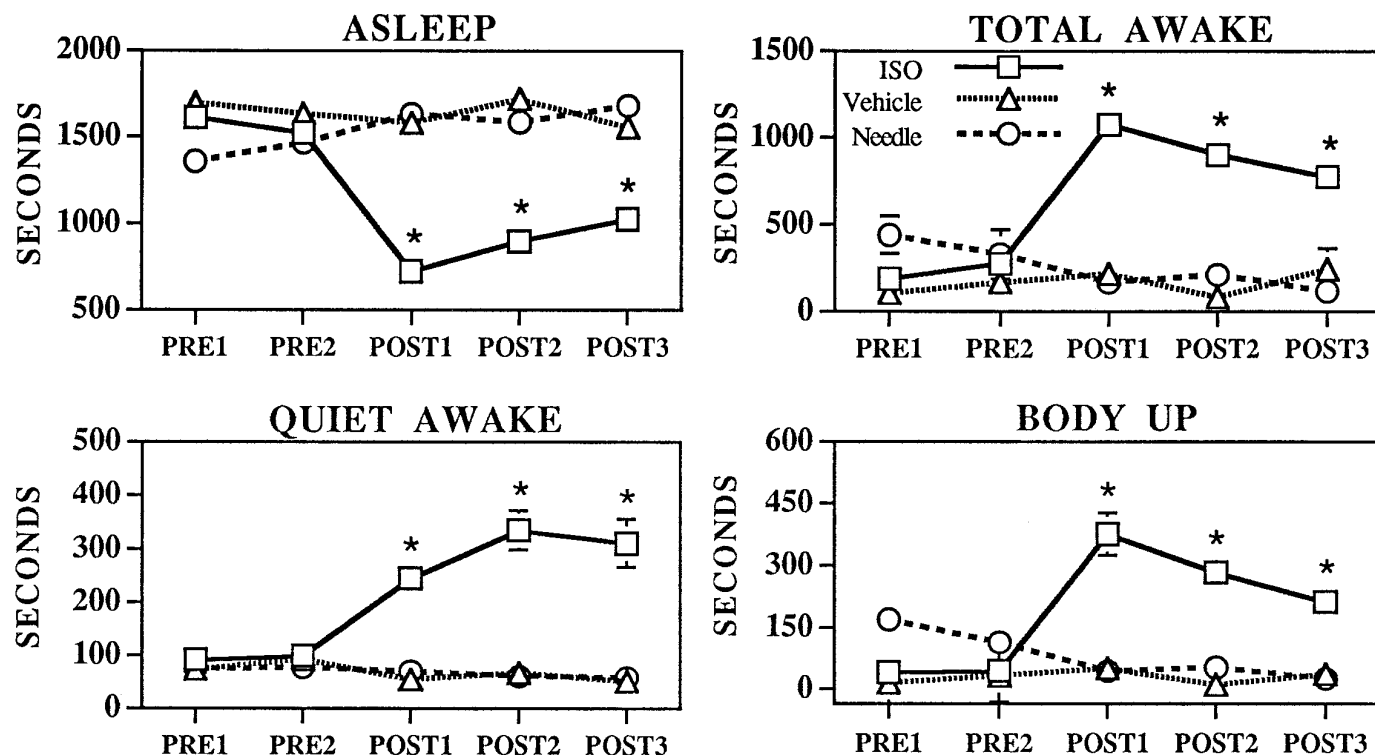 ASLEEP
SECONDS
2000
1500
1000
500
*
*
*
PRE1 PRE2 POST1 POST2 POST3
TOTAL AWAKE
SECONDS
1500
1000
500
0
ISO
Vehicle
Needle
*
*
*
PRE1 PRE2 POST1 POST2 POST3
QUIET AWAKE
SECONDS
500
400
300
200
100
0
*
*
*
PRE1 PRE2 POST1 POST2 POST3
BODY UP
SECONDS
600
450
300
150
0
*
*
*
PRE1 PRE2 POST1 POST2 POST3